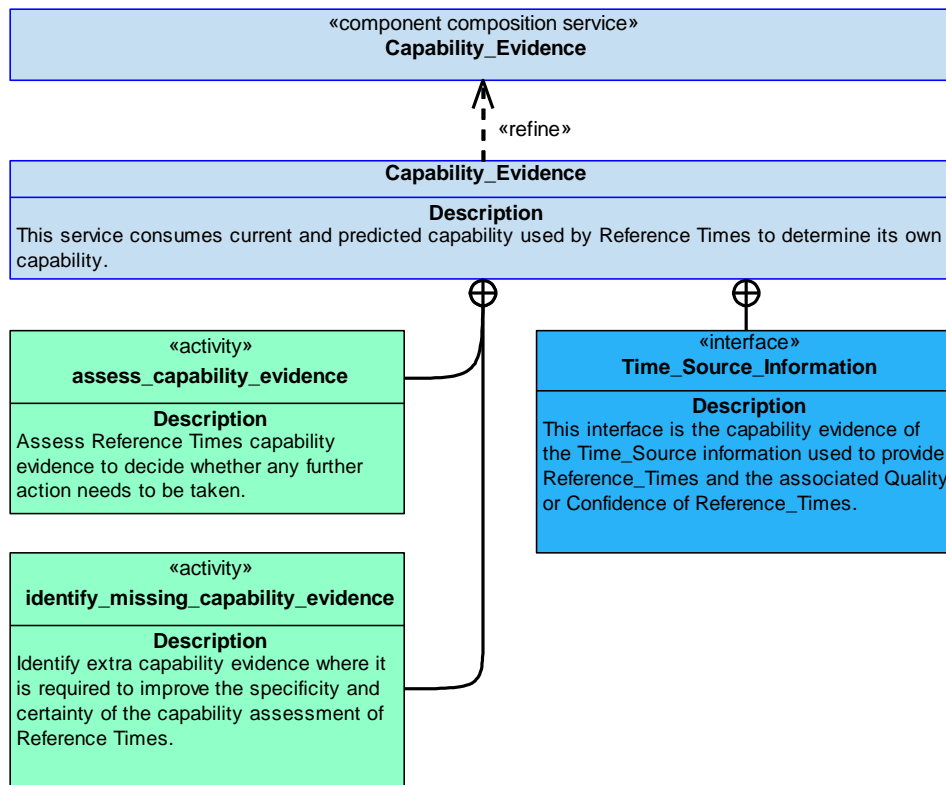 «component composition service»
Capability_Evidence
«refine»
Capability_Evidence
Description
This service consumes current and predicted capability used by Reference Times to determine its own
capability.
«activity»
assess_capability_evidence
Description
Assess Reference Times capability
evidence to decide whether any further
action needs to be taken.
«interface»
Time_Source_Information
Description
This interface is the capability evidence of
the Time_Source information used to provide
Reference_Times and the associated Quality
or Confidence of Reference_Times.
«activity»
identify_missing_capability_evidence
Description
Identify extra capability evidence where it
is required to improve the specificity and
certainty of the capability assessment of
Reference Times.